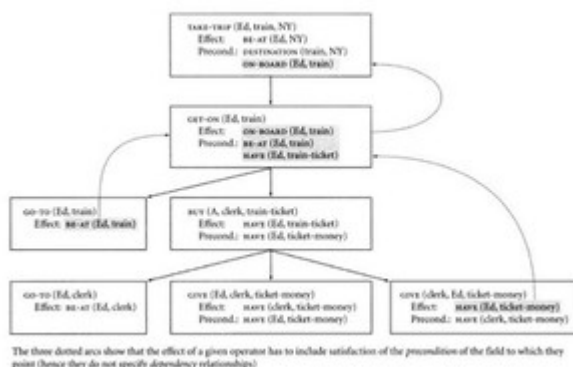 TAKE-TRIP (Ed, train, NY)
Effect: BE-AT (Ed, NY)
Precond.: DESTINATION (train, NY)
ON-BOARD (Ed, train)
GET-ON (Ed, train)
Effect: ON-BOARD (Ed, train)
Precond.: BE-AT (Ed, train)
HAVE (Ed, train-ticket)
GO-TO (Ed, train)
Effect: BE-AT (Ed, train)
BUY (A, clerk, train-ticket)
Effect: HAVE (Ed, train-ticket)
Precond.: HAVE (Ed, ticket-money)
GO-TO (Ed, clerk)
Effect: BE-AT (Ed, clerk)
GIVE (Ed, clerk, ticket-money)
Effect: HAVE (clerk, ticket-money)
Precond.: HAVE (Ed, ticket-money)
GIVE (clerk, Ed, ticket-money)
Effect: HAVE (Ed, ticket-money)
Precond.: HAVE (clerk, ticket-money)
The three dotted arcs show that the effect of a given operator has to include satisfaction of the precondition of the field to which they
point (hence they do not specify dependency relationships)